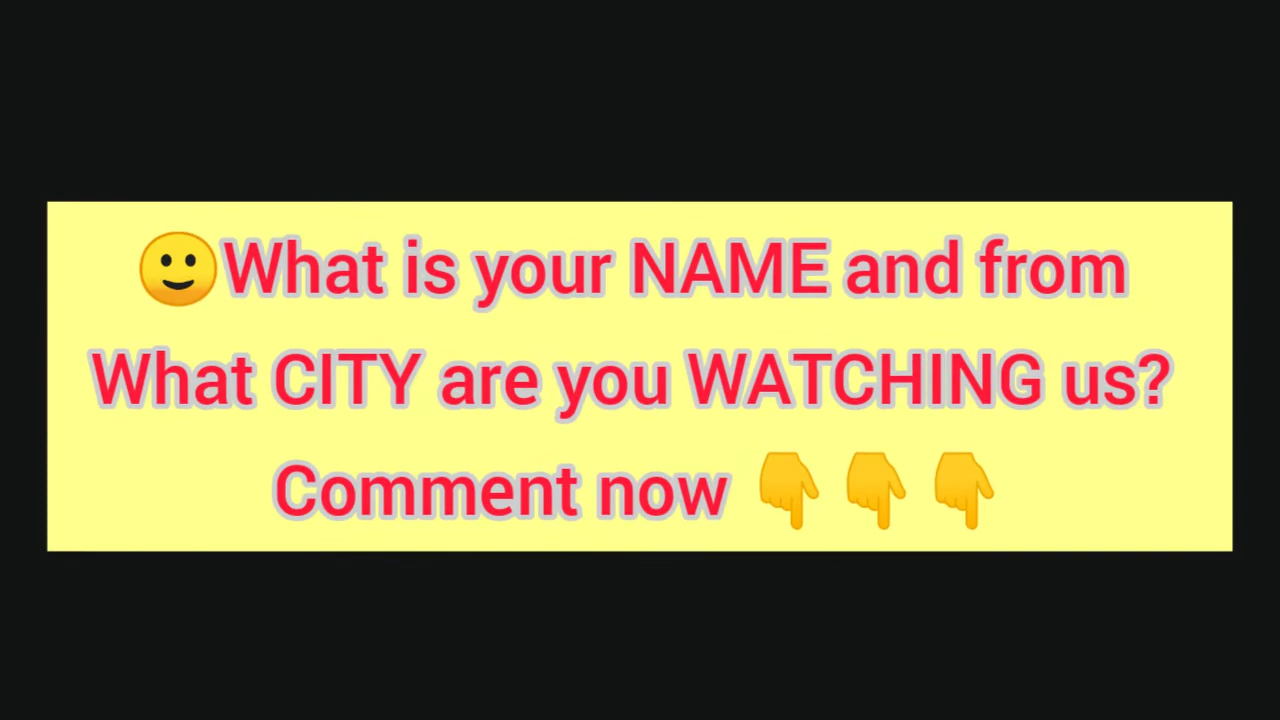 🙂What is your NAME and from
What CITY are you WATCHING us?
Comment now 👇👇👇